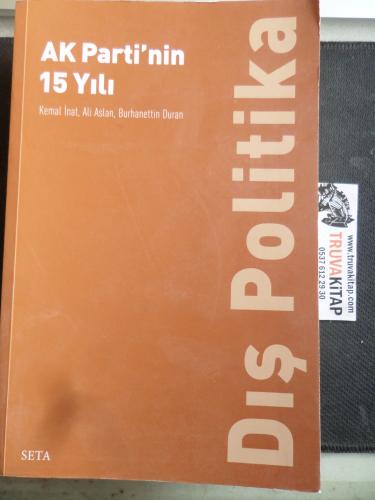 AK Parti'nin
15 Yılı
Kemal İnat, Ali Aslan, Burhanettin Duran
Dış Politika
SETA
www.truvakitap.com
TRUVAKİTAP
0537 612 29 30